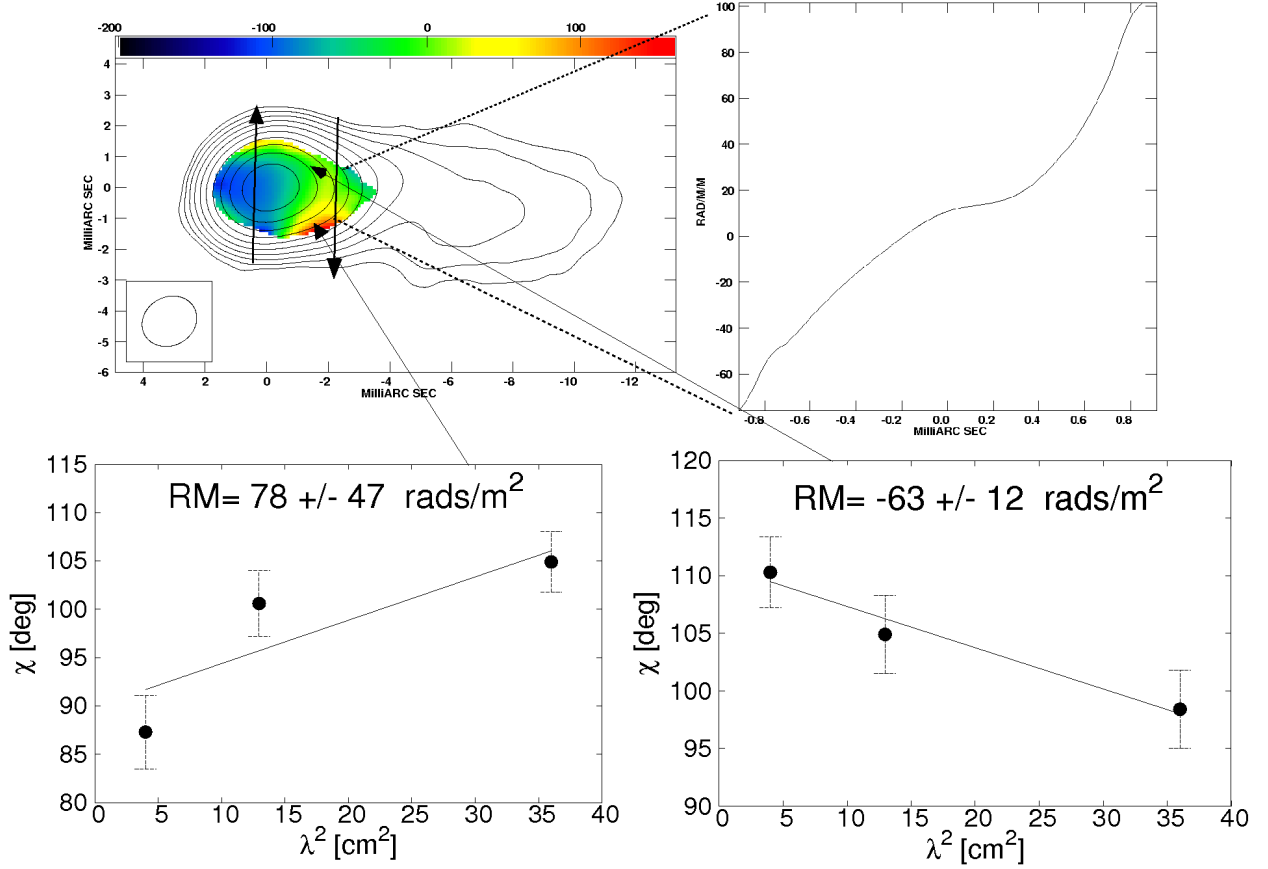 -200 -100 0 100
4
3
2
1
0
-1
-2
-3
-4
-5
-6
MilliARC SEC
4 2 0 -2 -4 -6 -8 -10 -12
MilliARC SEC
100
80
60
40
20
0
-20
-40
-60
RAD/M/M
-0.8 -0.6 -0.4 -0.2 0.0 0.2 0.4 0.6 0.8
MilliARC SEC
RM= 78 +/- 47 rads/m²
115
110
105
100
95
90
85
80
χ [deg]
0 5 10 15 20 25 30 35 40
λ² [cm²]
RM= -63 +/- 12 rads/m²
120
115
110
105
100
95
90
χ [deg]
0 5 10 15 20 25 30 35 40
λ² [cm²]